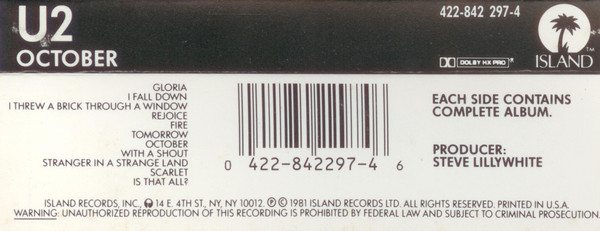 U2
OCTOBER
422-842 297-4
DOLBY HX PRO
ISLAND
TM
GLORIA
I FALL DOWN
I THREW A BRICK THROUGH A WINDOW
REJOICE
FIRE
TOMORROW
OCTOBER
WITH A SHOUT
STRANGER IN A STRANGE LAND
SCARLET
IS THAT ALL?
0 422-842297-4 6
EACH SIDE CONTAINS
COMPLETE ALBUM.
PRODUCER:
STEVE LILLYWHITE
ISLAND RECORDS, INC., 14 E. 4TH ST., NY, NY 10012. ℗ © 1981 ISLAND RECORDS LTD. ALL RIGHTS RESERVED. PRINTED IN U.S.A.
WARNING: UNAUTHORIZED REPRODUCTION OF THIS RECORDING IS PROHIBITED BY FEDERAL LAW AND SUBJECT TO CRIMINAL PROSECUTION.